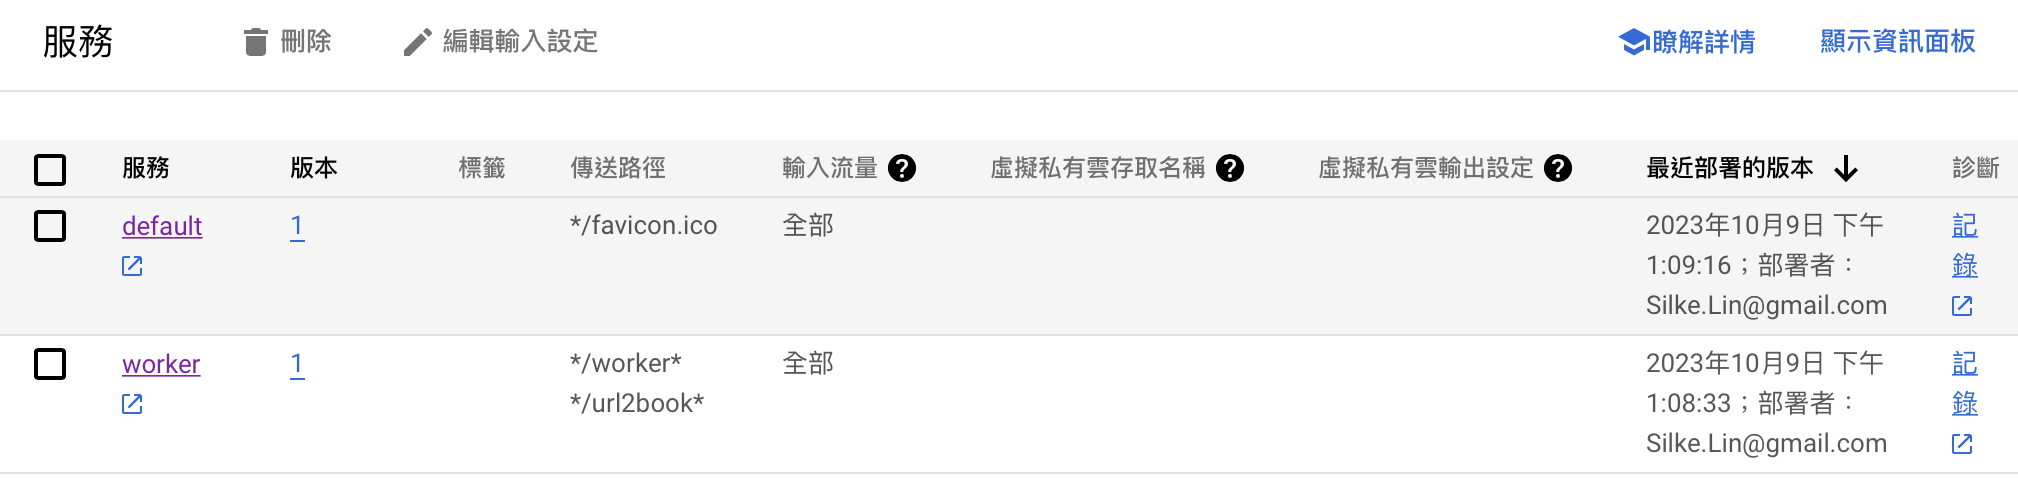 服務 刪除 編輯輸入設定 瞭解詳情 顯示資訊面板
服務 版本 標籤 傳送路徑 輸入流量 虛擬私有雲存取名稱 虛擬私有雲輸出設定 最近部署的版本 診斷
default 1 */favicon.ico 全部 2023年10月9日 下午 記
1:09:16；部署者： 錄
Silke.Lin@gmail.com
worker 1 */worker* 全部 2023年10月9日 下午 記
*/url2book* 1:08:33；部署者： 錄
Silke.Lin@gmail.com